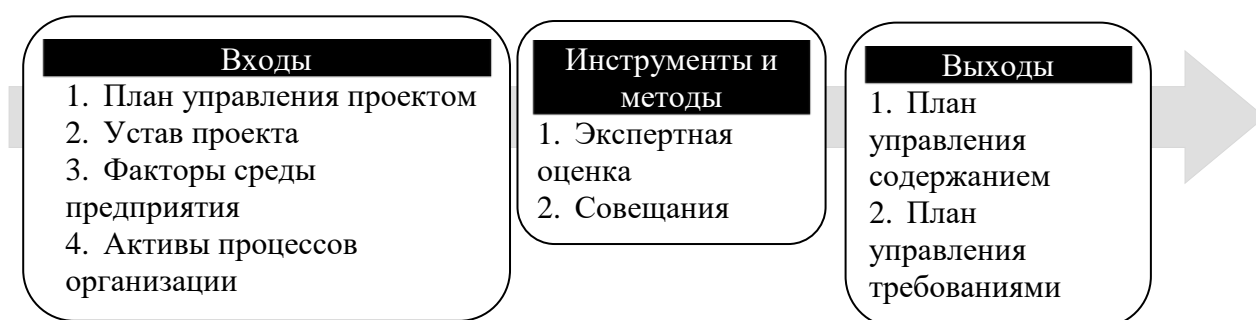 Входы
1. План управления проектом
2. Устав проекта
3. Факторы среды
предприятия
4. Активы процессов
организации
Инструменты и
методы
1. Экспертная
оценка
2. Совещания
Выходы
1. План
управления
содержанием
2. План
управления
требованиями